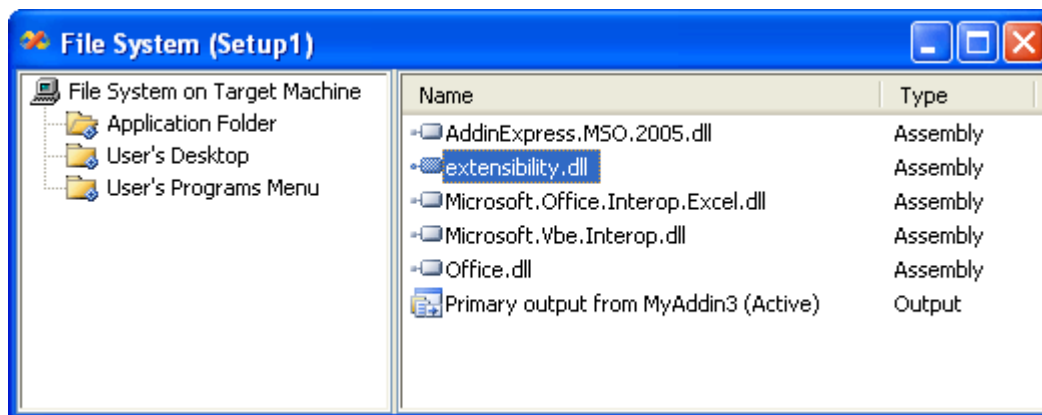 File System (Setup1)
File System on Target Machine
Application Folder
User's Desktop
User's Programs Menu
Name Type
AddinExpress.MSO.2005.dll Assembly
extensibility.dll Assembly
Microsoft.Office.Interop.Excel.dll Assembly
Microsoft.Vbe.Interop.dll Assembly
Office.dll Assembly
Primary output from MyAddin3 (Active) Output